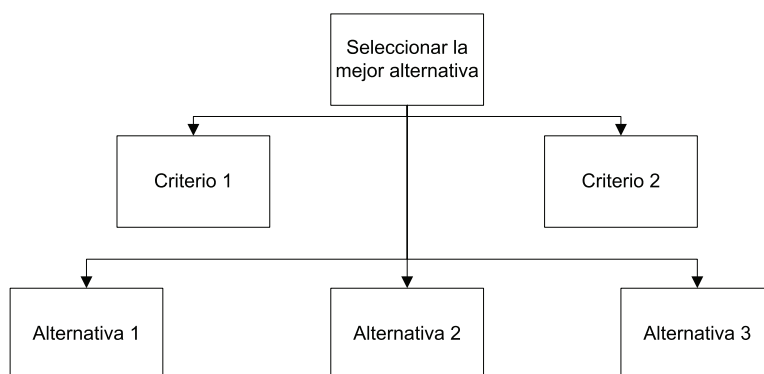 Seleccionar la
mejor alternativa
Criterio 1
Criterio 2
Alternativa 1
Alternativa 2
Alternativa 3